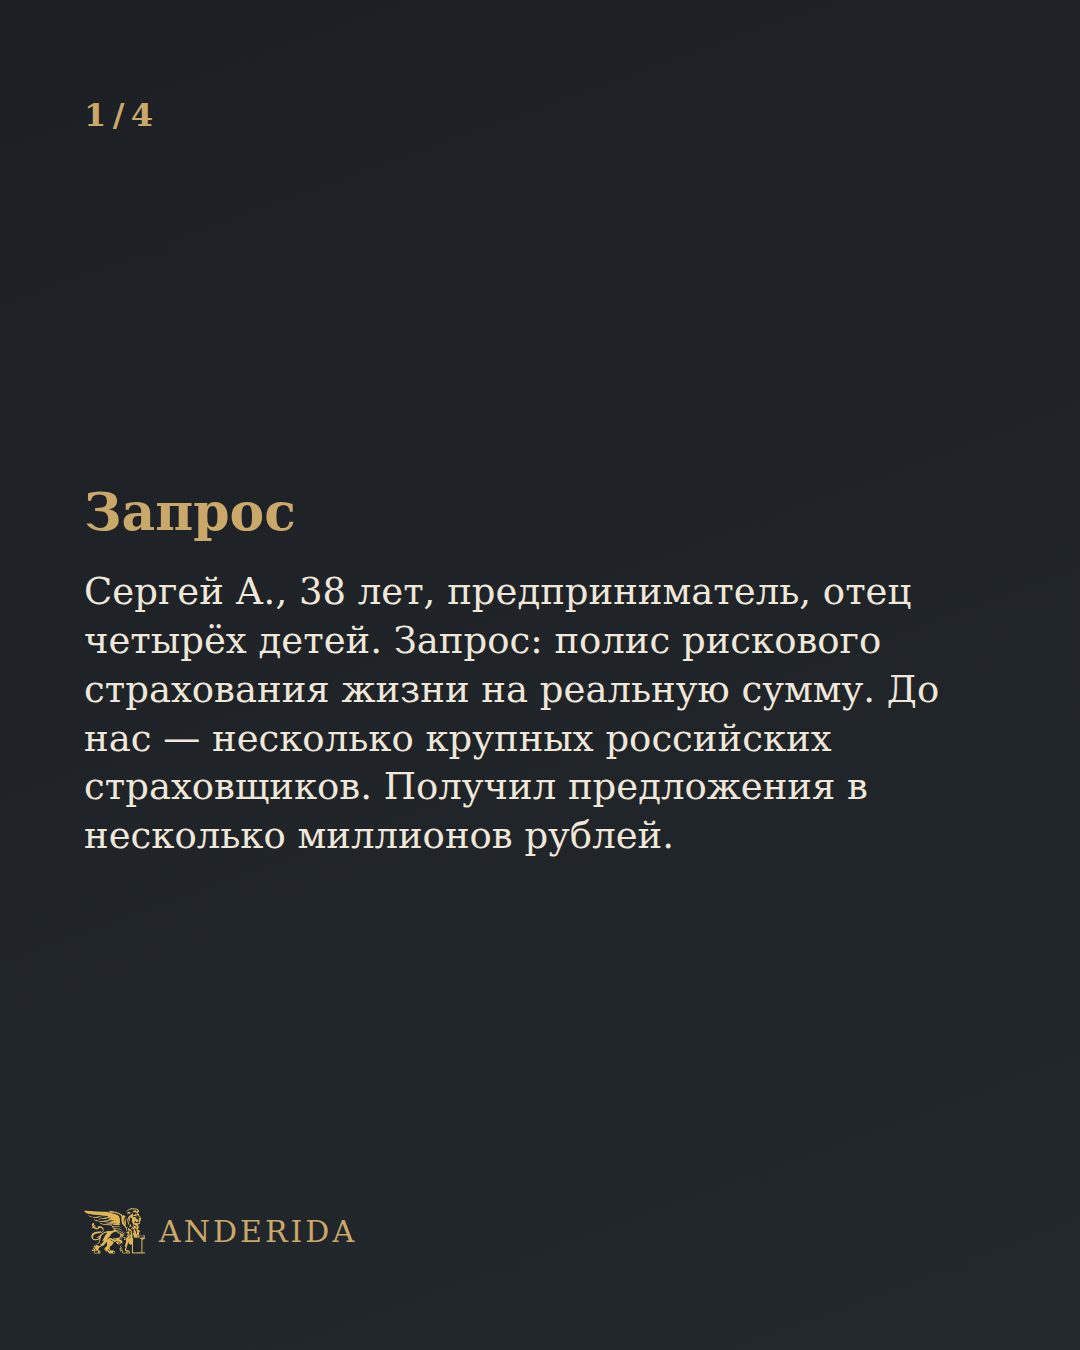 1/4
Запрос
Сергей А., 38 лет, предприниматель, отец
четырёх детей. Запрос: полис рискового
страхования жизни на реальную сумму. До
нас — несколько крупных российских
страховщиков. Получил предложения в
несколько миллионов рублей.
ANDERIDA